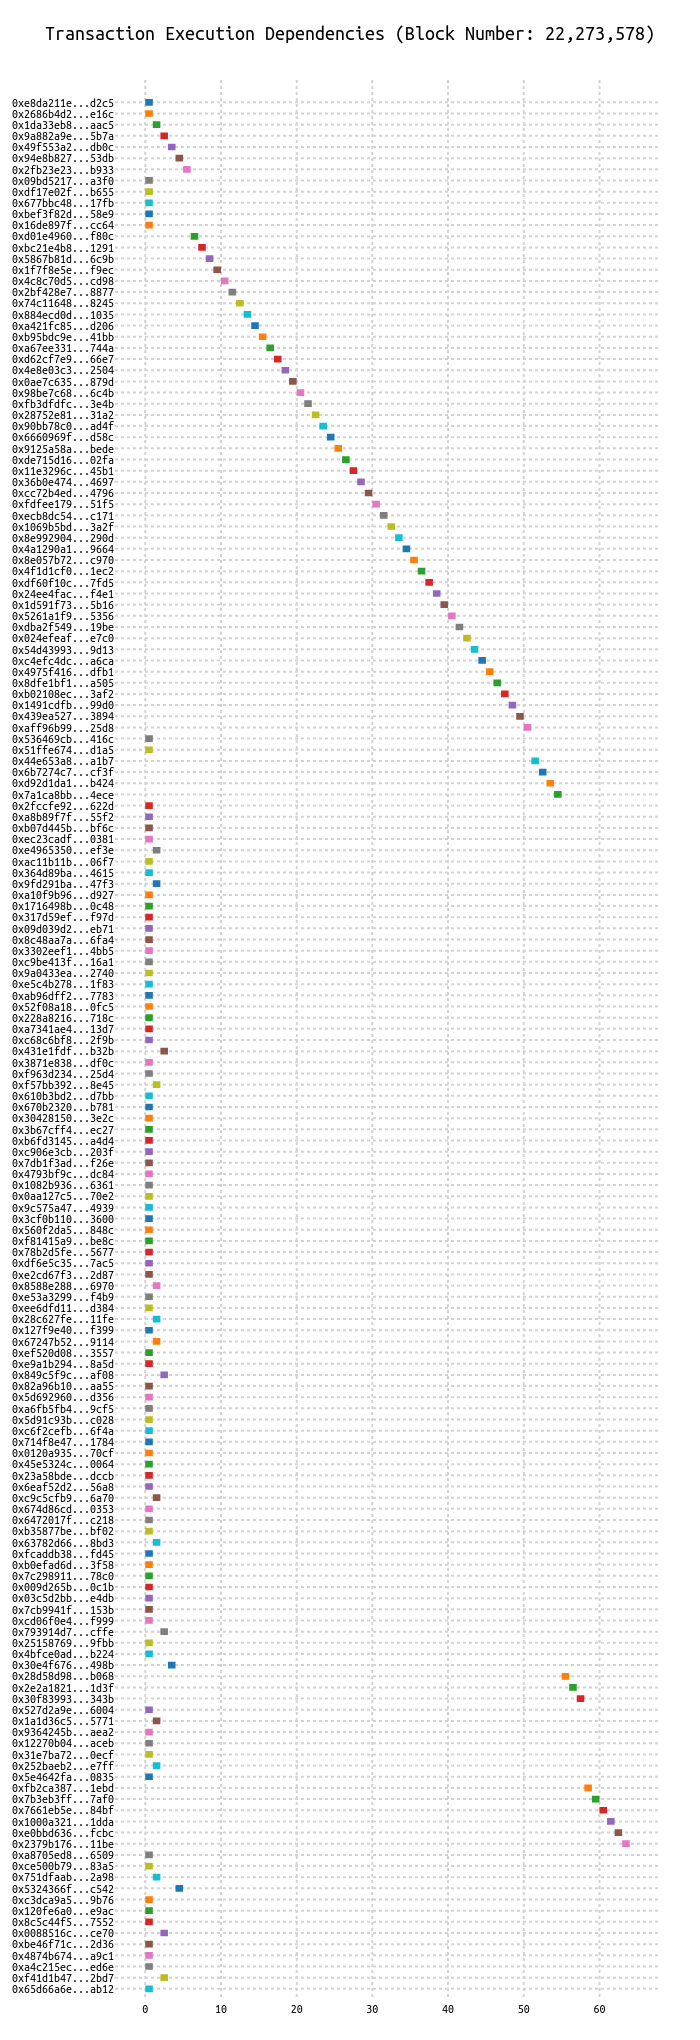 Transaction Execution Dependencies (Block Number: 22,273,578)
0xe8da211e...d2c5
0x2686b4d2...e16c
0x1da33eb8...aac5
0x9a882a9e...5b7a
0x49f553a2...db0c
0x94e8b827...53db
0x2fb23e23...b933
0x09bd5217...a3f0
0xdf17e02f...b655
0x677bbc48...17fb
0xbef3f82d...58e9
0x16de897f...cc64
0xd01e4960...f80c
0xbc21e4b8...1291
0x5867b81d...6c9b
0x1f7f8e5e...f9ec
0x4c8c70d5...cd98
0x2bf428e7...8877
0x74c11648...8245
0x884ecd0d...1035
0xa421fc85...d206
0xb95bdc9e...41bb
0xa67ee331...744a
0xd62cf7e9...66e7
0x4e8e03c3...2504
0x0ae7c635...879d
0x98be7c68...6c4b
0xfb3dfdfc...3e4b
0x28752e81...31a2
0x90bb78c0...ad4f
0x6660969f...d58c
0x9125a58a...bede
0xde715d16...02fa
0x11e3296c...45b1
0x36b0e474...4697
0xcc72b4ed...4796
0xfdfee179...51f5
0xecb8dc54...c171
0x1069b5bd...3a2f
0x8e992904...290d
0x4a1290a1...9664
0x8e057b72...c970
0x4f1d1cf0...1ec2
0xdf60f10c...7fd5
0x24ee4fac...f4e1
0x1d591f73...5b16
0x5261a1f9...5356
0xdba2f549...19be
0x024efeaf...e7c0
0x54d43993...9d13
0xc4efc4dc...a6ca
0x4975f416...dfb1
0x8dfe1bf1...a505
0xb02108ec...3af2
0x1491cdfb...99d0
0x439ea527...3894
0xaff96b99...25d8
0x536469cb...416c
0x51ffe674...d1a5
0x44e653a8...a1b7
0x6b7274c7...cf3f
0xd92d1da1...b424
0x7a1ca8bb...4ece
0x2fccfe92...622d
0xa8b89f7f...55f2
0xb07d445b...bf6c
0xec23cadf...0381
0xe4965350...ef3e
0xac11b11b...06f7
0x364d89ba...4615
0x9fd291ba...47f3
0xa10f9b96...d927
0x1716498b...0c48
0x317d59ef...f97d
0x09d039d2...eb71
0x8c48aa7a...6fa4
0x3302eef1...4bb5
0xc9be413f...16a1
0x9a0433ea...2740
0xe5c4b278...1f83
0xab96dff2...7783
0x52f08a18...0fc5
0x228a8216...718c
0xa7341ae4...13d7
0xc68c6bf8...2f9b
0x431e1fdf...b32b
0x3871e838...df0c
0xf963d234...25d4
0xf57bb392...8e45
0x610b3bd2...d7bb
0x670b2320...b781
0x30428150...3e2c
0x3b67cff4...ec27
0xb6fd3145...a4d4
0xc906e3cb...203f
0x7db1f3ad...f26e
0x4793bf9c...dc84
0x1082b936...6361
0x0aa127c5...70e2
0x9c575a47...4939
0x3cf0b110...3600
0x560f2da5...848c
0xf81415a9...be8c
0x78b2d5fe...5677
0xdf6e5c35...7ac5
0xe2cd67f3...2d87
0x8588e288...6970
0xe53a3299...f4b9
0xee6dfd11...d384
0x28c627fe...11fe
0x127f9e40...f399
0x67247b52...9114
0xef520d08...3557
0xe9a1b294...8a5d
0x849c5f9c...af08
0x82a96b10...aa55
0x5d692960...d356
0xa6fb5fb4...9cf5
0x5d91c93b...c028
0xc6f2cefb...6f4a
0x714f8e47...1784
0x0120a935...70cf
0x45e5324c...0064
0x23a58bde...dccb
0x6eaf52d2...56a8
0xc9c5cfb9...6a70
0x674d86cd...0353
0x6472017f...c218
0xb35877be...bf02
0x63782d66...8bd3
0xfcaddb38...fd45
0xb0efad6d...3f58
0x7c298911...78c0
0x009d265b...0c1b
0x03c5d2bb...e4db
0x7cb9941f...153b
0xcd06f0e4...f999
0x793914d7...cffe
0x25158769...9fbb
0x4bfce0ad...b224
0x30e4f676...498b
0x28d58d98...b068
0x2e2a1821...1d3f
0x30f83993...343b
0x527d2a9e...6004
0x1a1d36c5...5771
0x9364245b...aea2
0x12270b04...aceb
0x31e7ba72...0ecf
0x252baeb2...e7ff
0x5e4642fa...0835
0xfb2ca387...1ebd
0x7b3eb3ff...7af0
0x7661eb5e...84bf
0x1000a321...1dda
0xe0bbd636...fcbc
0x2379b176...11be
0xa8705ed8...6509
0xce500b79...83a5
0x751dfaab...2a98
0x5324366f...c542
0xc3dca9a5...9b76
0x120fe6a0...e9ac
0x8c5c44f5...7552
0x0088516c...ce70
0xbe46f71c...2d36
0x4874b674...a9c1
0xa4c215ec...ed6e
0xf41d1b47...2bd7
0x65d66a6e...ab12
0 10 20 30 40 50 60